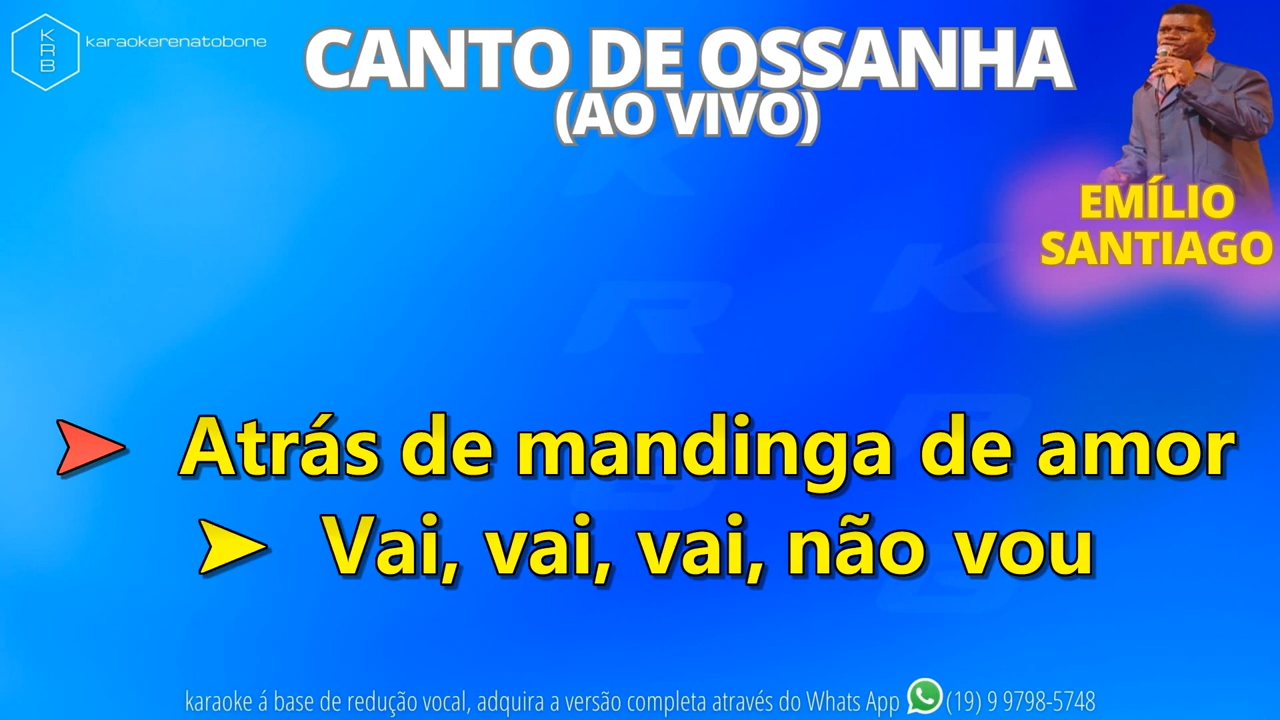 KRB
karaokerenatobone
CANTO DE OSSANHA
(AO VIVO)
EMÍLIO
SANTIAGO
K
R
B
K
R
B
Atrás de mandinga de amor
Vai, vai, vai, não vou
karaoke á base de redução vocal, adquira a versão completa através do Whats App (19) 9 9798-5748